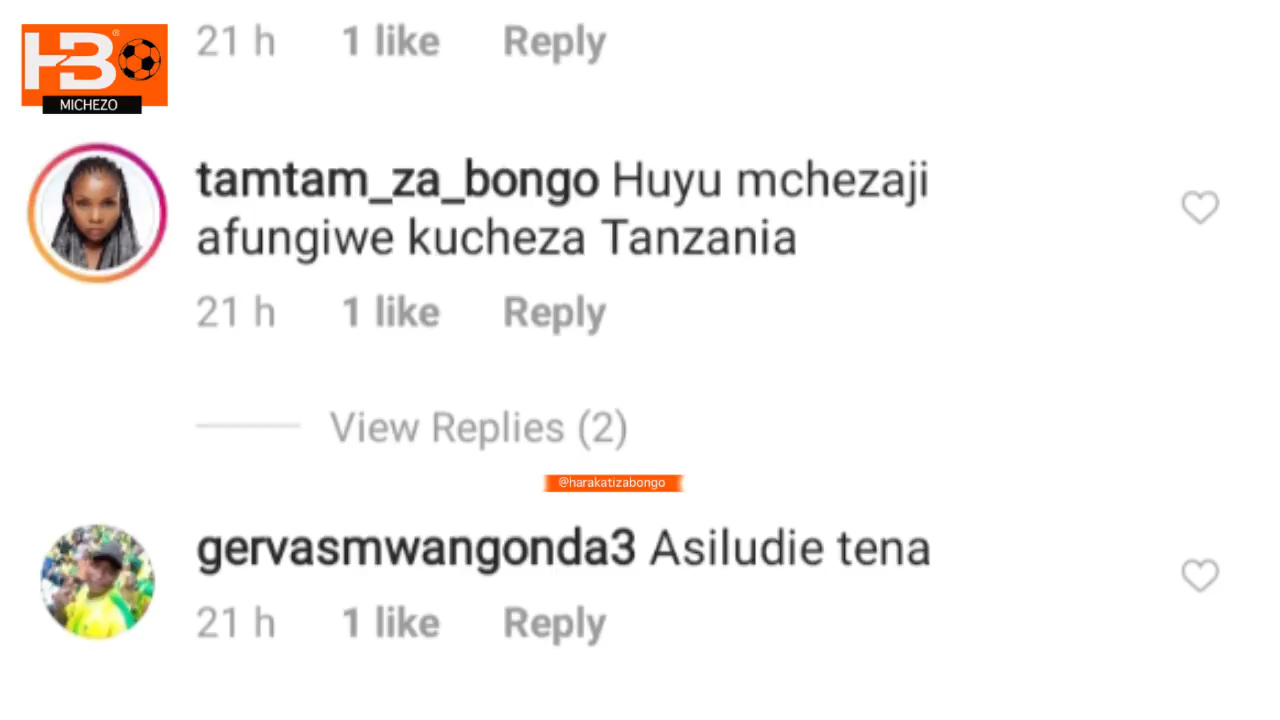 HBO®
MICHEZO
21 h 1 like Reply
tamtam_za_bongo Huyu mchezaji
afungiwe kucheza Tanzania
21 h 1 like Reply
View Replies (2)
@harakatizabongo
gervasmwangonda3 Asiludie tena
21 h 1 like Reply